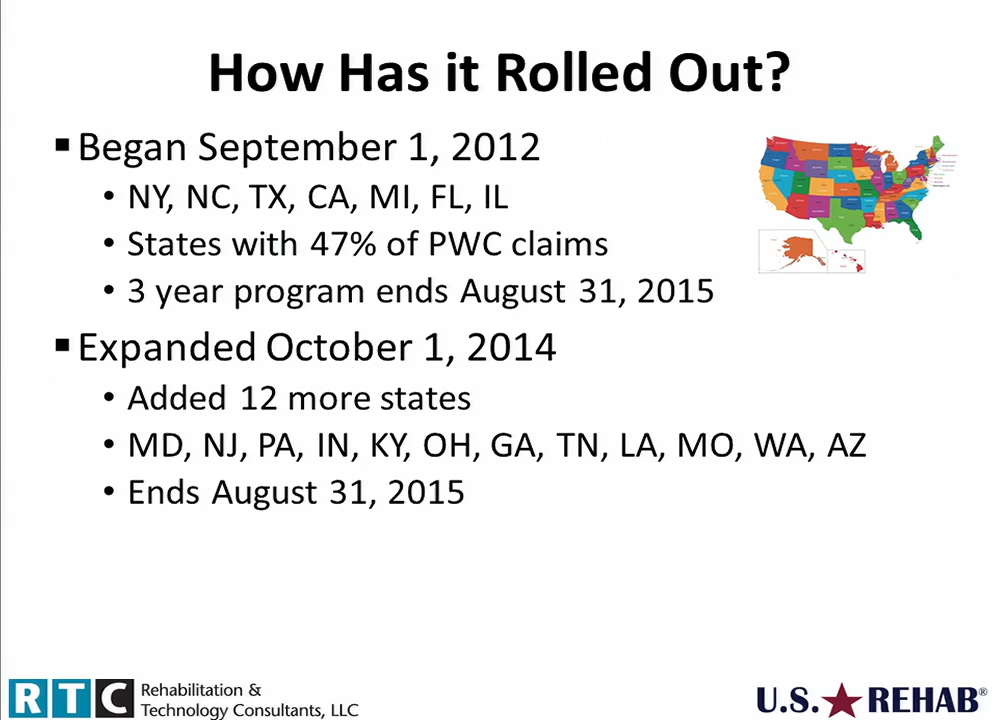 How Has it Rolled Out?
▪ Began September 1, 2012
• NY, NC, TX, CA, MI, FL, IL
• States with 47% of PWC claims
• 3 year program ends August 31, 2015
▪ Expanded October 1, 2014
• Added 12 more states
• MD, NJ, PA, IN, KY, OH, GA, TN, LA, MO, WA, AZ
• Ends August 31, 2015
RTC Rehabilitation &
Technology Consultants, LLC
U.S. REHAB®